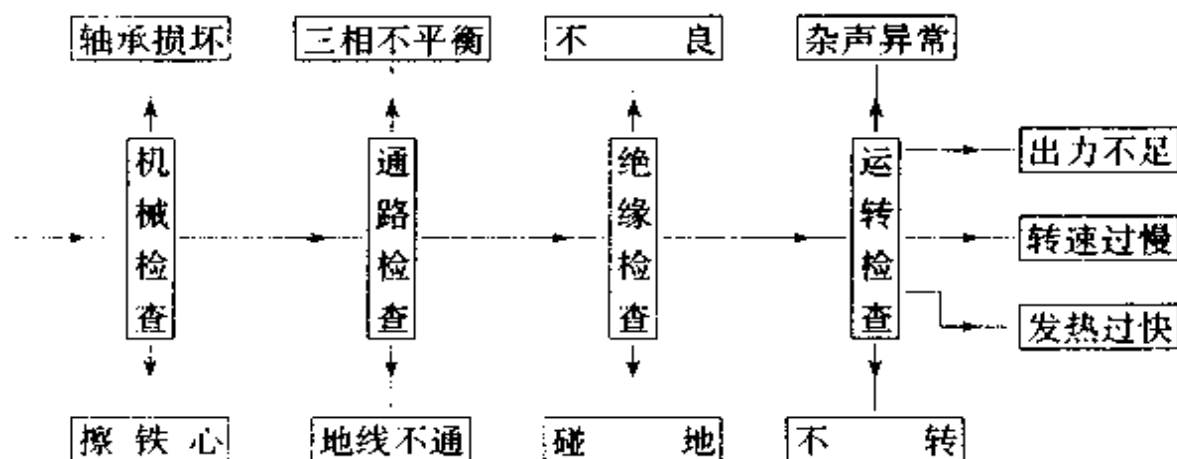 轴承损坏
三相不平衡
不 良
杂声异常
机械检查
通路检查
绝缘检查
运转检查
出力不足
转速过慢
发热过快
擦铁心
地线不通
碰 地
不 转